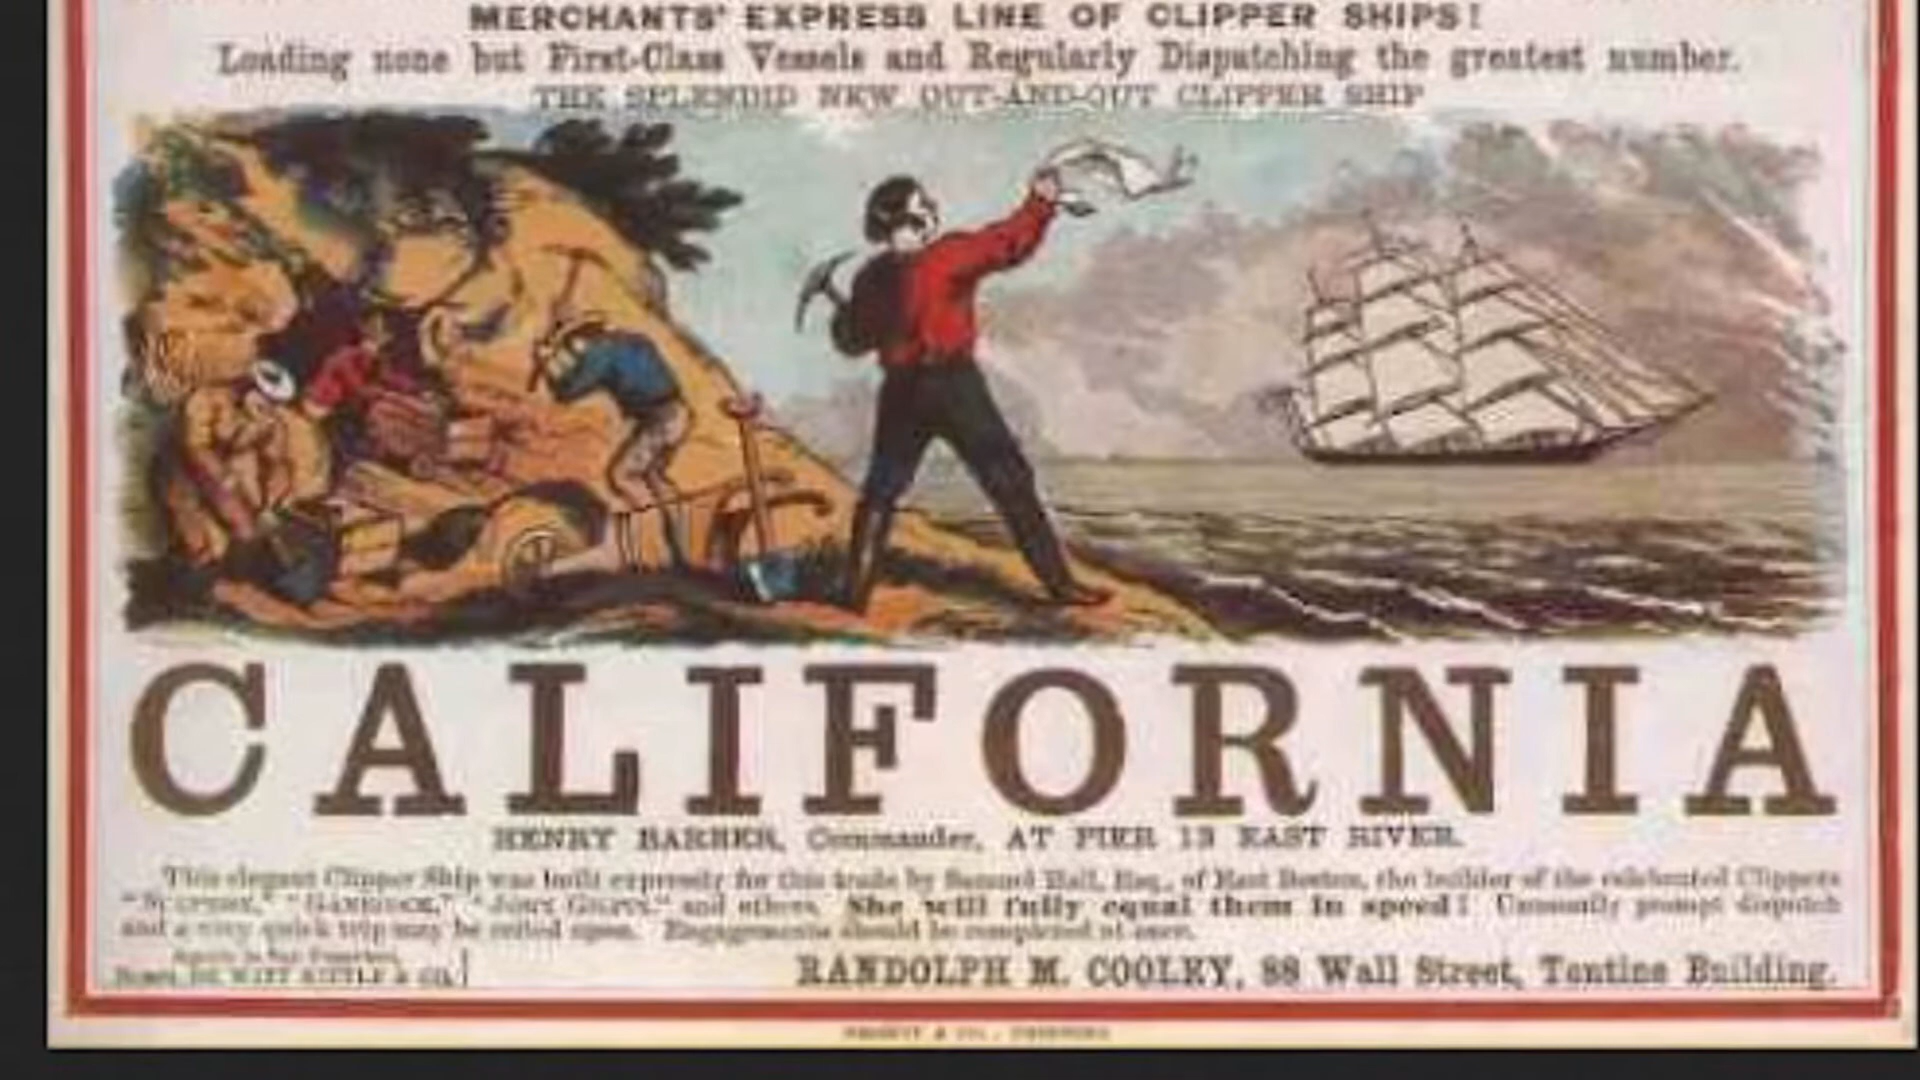 MERCHANTS' EXPRESS LINE OF CLIPPER SHIPS!
Loading none but First-Class Vessels and Regularly Dispatching the greatest number.
THE SPLENDID NEW OUT-AND-OUT CLIPPER SHIP
CALIFORNIA
HENRY BARBER, Commander, AT PIER 13 EAST RIVER.
This elegant Clipper Ship was built expressly for this trade by Samuel Hall, Esq., of East Boston, the builder of the celebrated Clippers
"GAMECOCK," "JOHN GILPIN," and others. She will fully equal them in speed! Unusually prompt dispatch
and a very quick trip may be relied upon. Engagements should be completed at once.
Agents in San Francisco,
DE WITT KITTLE & CO.
RANDOLPH M. COOLEY, 88 Wall Street, Tontine Building.
& CO.,